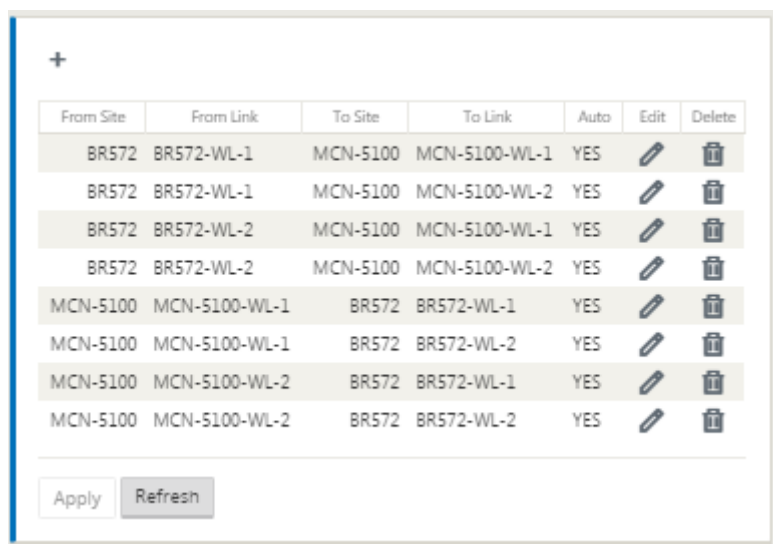 +
From Site From Link To Site To Link Auto Edit Delete
BR572 BR572-WL-1 MCN-5100 MCN-5100-WL-1 YES
BR572 BR572-WL-1 MCN-5100 MCN-5100-WL-2 YES
BR572 BR572-WL-2 MCN-5100 MCN-5100-WL-1 YES
BR572 BR572-WL-2 MCN-5100 MCN-5100-WL-2 YES
MCN-5100 MCN-5100-WL-1 BR572 BR572-WL-1 YES
MCN-5100 MCN-5100-WL-1 BR572 BR572-WL-2 YES
MCN-5100 MCN-5100-WL-2 BR572 BR572-WL-1 YES
MCN-5100 MCN-5100-WL-2 BR572 BR572-WL-2 YES
Apply Refresh